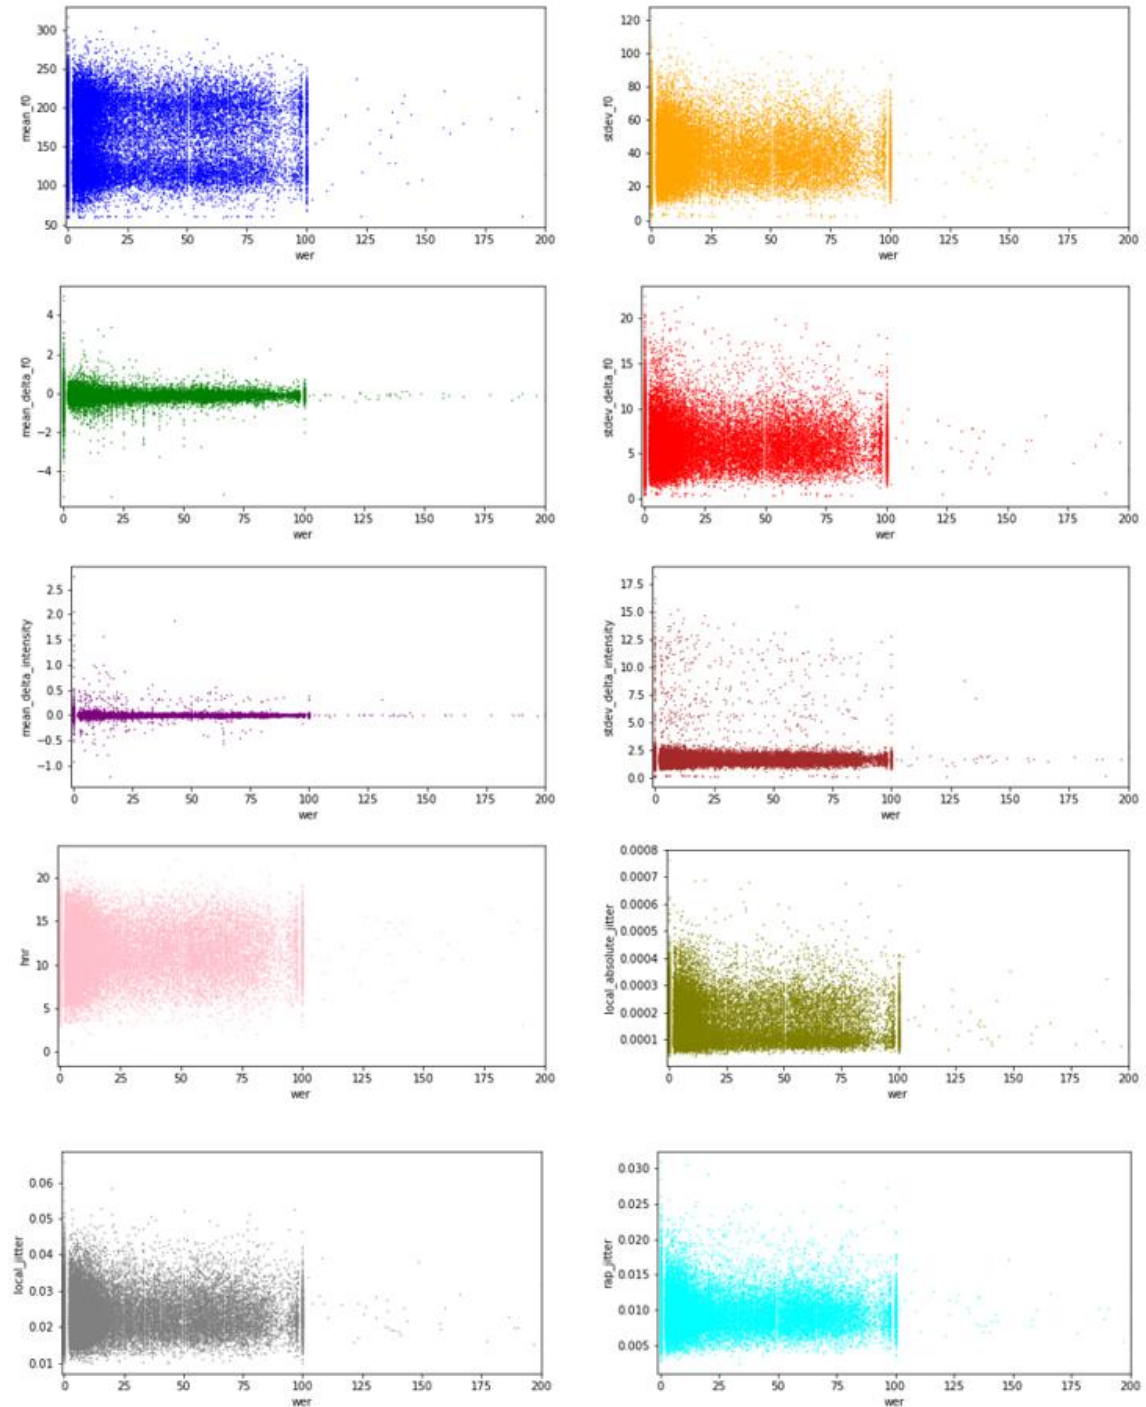 300
250
200
150
100
50
mean_f0
0 25 50 75 100 125 150 175 200
wer
120
100
80
60
40
20
0
stdev_f0
0 25 50 75 100 125 150 175 200
wer
4
2
0
−2
−4
mean_delta_f0
0 25 50 75 100 125 150 175 200
wer
20
15
10
5
0
stdev_delta_f0
0 25 50 75 100 125 150 175 200
wer
2.5
2.0
1.5
1.0
0.5
0.0
−0.5
−1.0
mean_delta_intensity
0 25 50 75 100 125 150 175 200
wer
17.5
15.0
12.5
10.0
7.5
5.0
2.5
0.0
stdev_delta_intensity
0 25 50 75 100 125 150 175 200
wer
20
15
10
5
0
hnr
0 25 50 75 100 125 150 175 200
wer
0.0008
0.0007
0.0006
0.0005
0.0004
0.0003
0.0002
0.0001
local_absolute_jitter
0 25 50 75 100 125 150 175 200
wer
0.06
0.05
0.04
0.03
0.02
0.01
local_jitter
0 25 50 75 100 125 150 175 200
wer
0.030
0.025
0.020
0.015
0.010
0.005
rap_jitter
0 25 50 75 100 125 150 175 200
wer